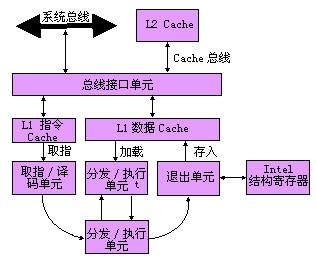 系统总线
L2 Cache
Cache 总线
总线接口单元
L1 指令
Cache
L1 数据 Cache
取指
加载
存入
取指／译
码单元
分发／执行
单元 t
退出单元
Intel
结构寄存器
分发／执行
单元